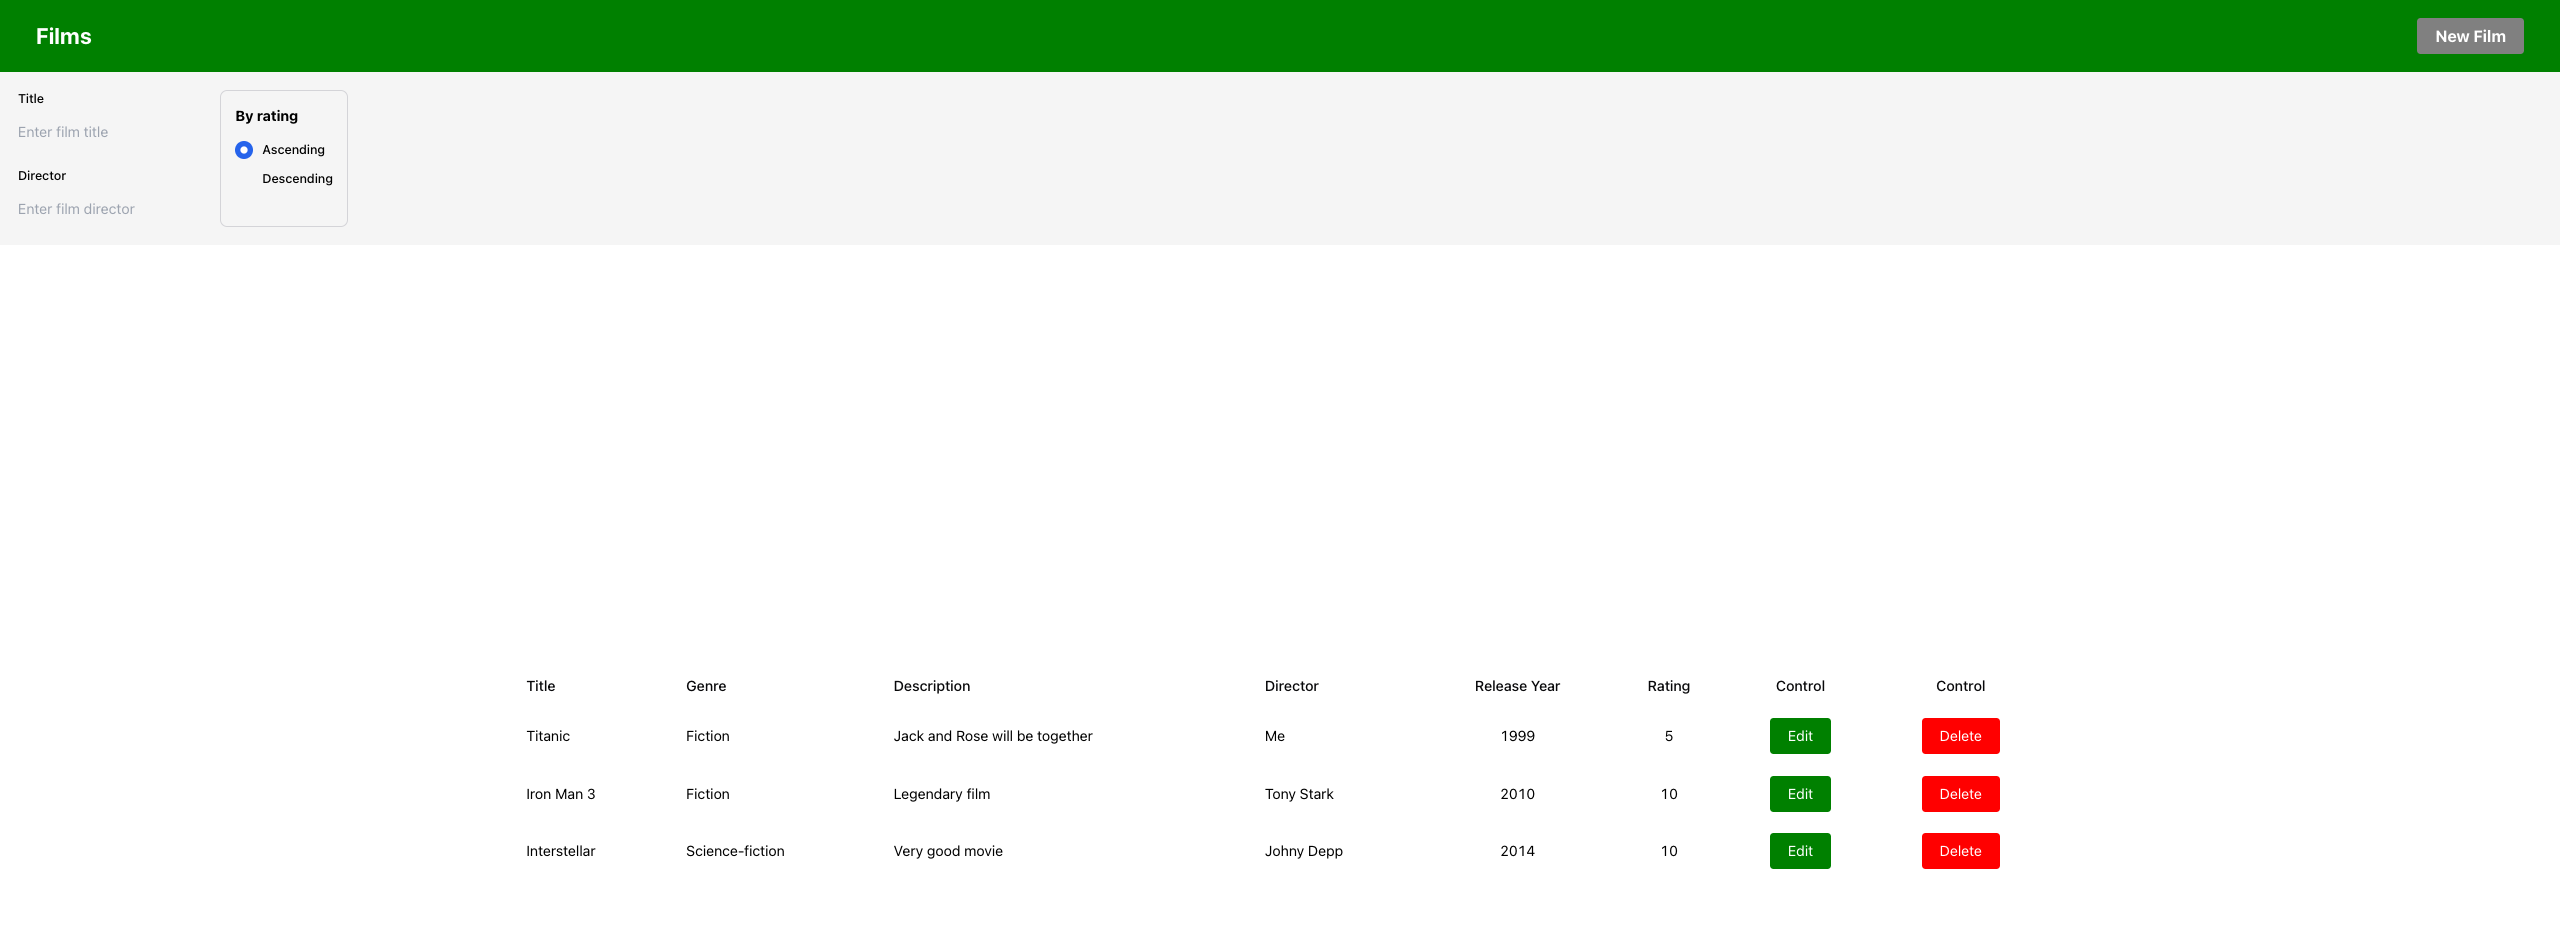 Films
New Film
Title
Enter film title
Director
Enter film director
By rating
Ascending
Descending
Title Genre Description Director Release Year Rating Control Control
Titanic Fiction Jack and Rose will be together Me 1999 5 Edit Delete
Iron Man 3 Fiction Legendary film Tony Stark 2010 10 Edit Delete
Interstellar Science-fiction Very good movie Johny Depp 2014 10 Edit Delete